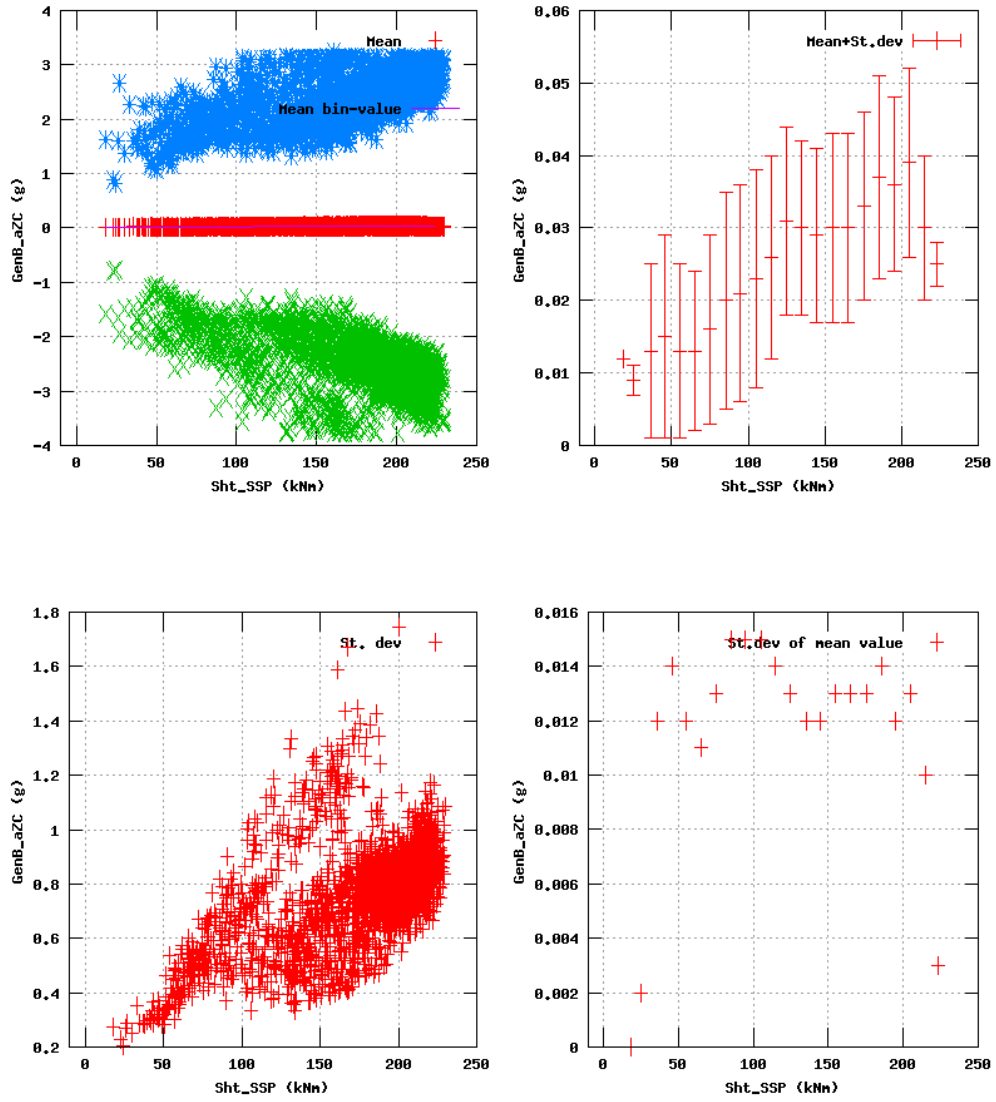 4
3
2
1
0
-1
-2
-3
-4
GenB_aZC (g)
Mean
Mean bin-value
0 50 100 150 200 250
Sht_SSP (kNm)
0.06
0.05
0.04
0.03
0.02
0.01
0
GenB_aZC (g)
Mean+St.dev
0 50 100 150 200 250
Sht_SSP (kNm)
1.8
1.6
1.4
1.2
1
0.8
0.6
0.4
0.2
GenB_aZC (g)
St. dev
0 50 100 150 200 250
Sht_SSP (kNm)
0.016
0.014
0.012
0.01
0.008
0.006
0.004
0.002
0
GenB_aZC (g)
St.dev of mean value
0 50 100 150 200 250
Sht_SSP (kNm)